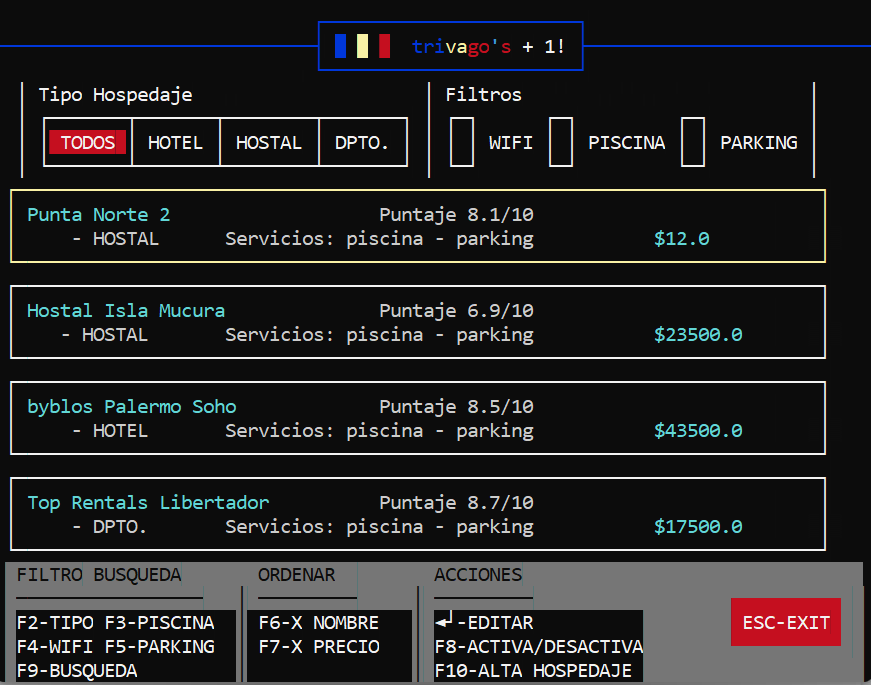 trivago's + 1!
Tipo Hospedaje
TODOS HOTEL HOSTAL DPTO.
Filtros
WIFI PISCINA PARKING
Punta Norte 2 Puntaje 8.1/10
- HOSTAL Servicios: piscina - parking $12.0
Hostal Isla Mucura Puntaje 6.9/10
- HOSTAL Servicios: piscina - parking $23500.0
byblos Palermo Soho Puntaje 8.5/10
- HOTEL Servicios: piscina - parking $43500.0
Top Rentals Libertador Puntaje 8.7/10
- DPTO. Servicios: piscina - parking $17500.0
FILTRO BUSQUEDA
F2-TIPO F3-PISCINA
F4-WIFI F5-PARKING
F9-BUSQUEDA
ORDENAR
F6-X NOMBRE
F7-X PRECIO
ACCIONES
-EDITAR
F8-ACTIVA/DESACTIVA
F10-ALTA HOSPEDAJE
ESC-EXIT